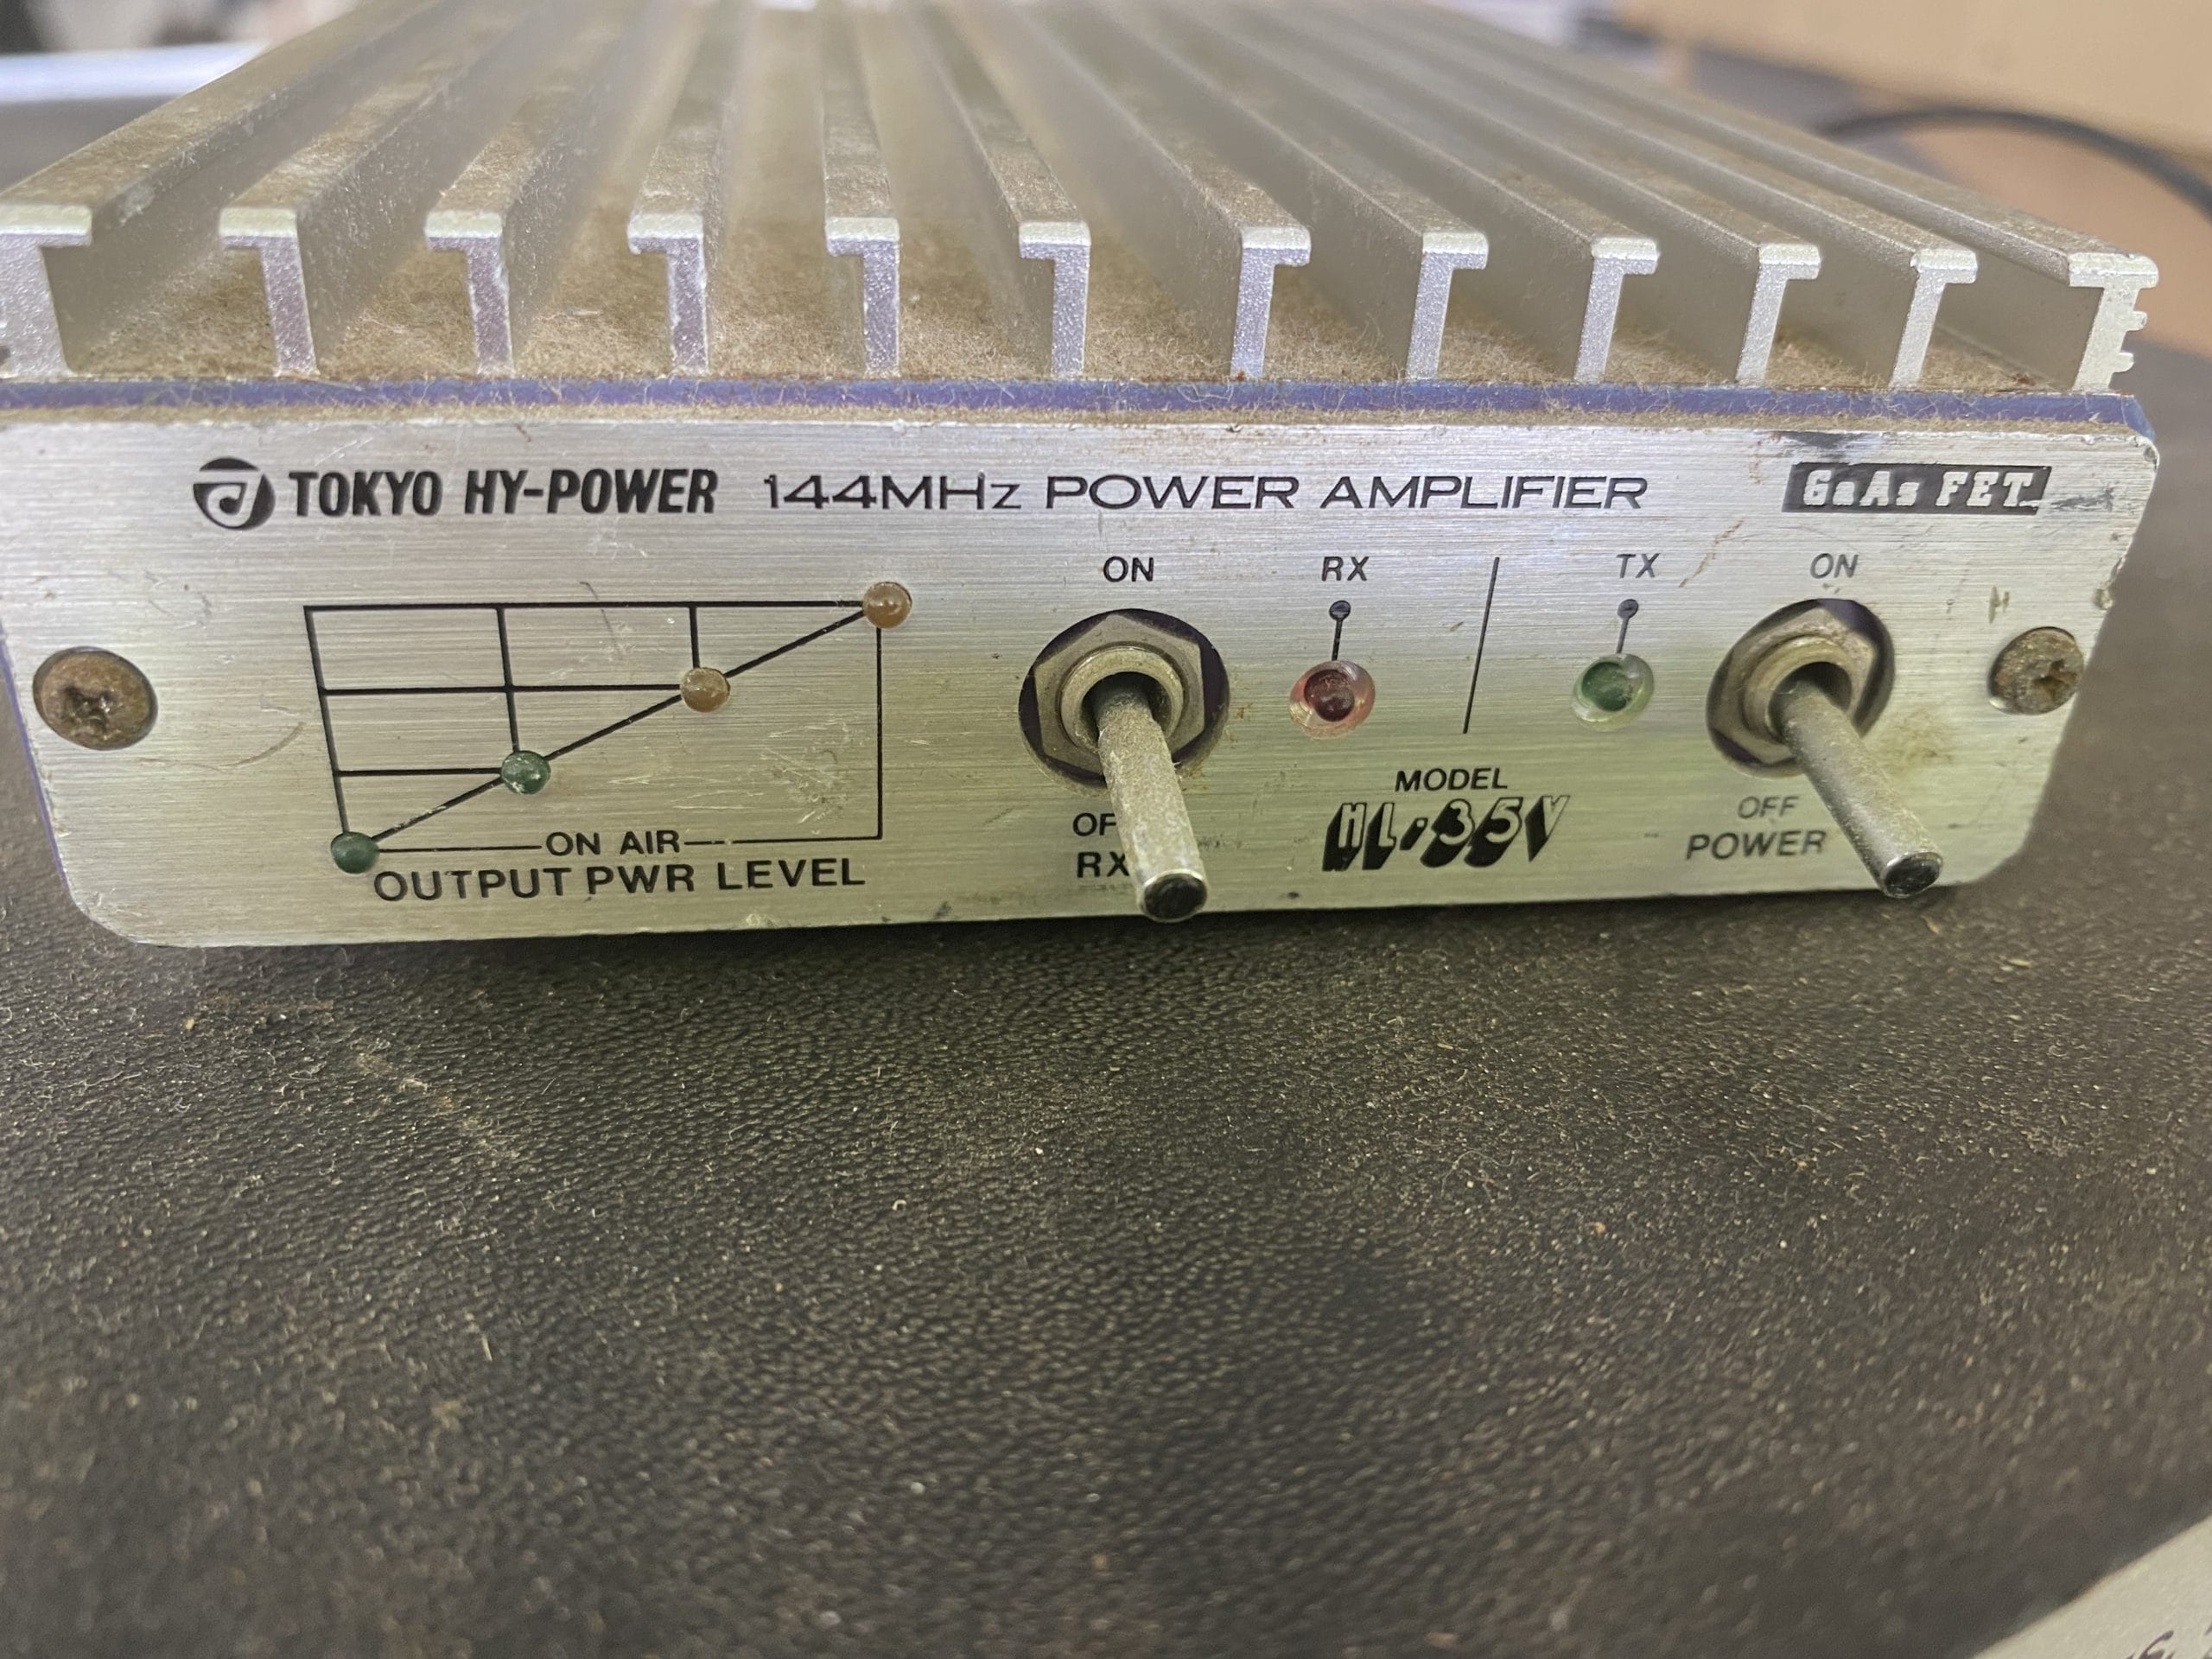 TOKYO HY-POWER 144MHz POWER AMPLIFIER GaAs FET
ON RX TX ON
ON AIR
OUTPUT PWR LEVEL
OF
RX
MODEL
HL-35V
OFF
POWER